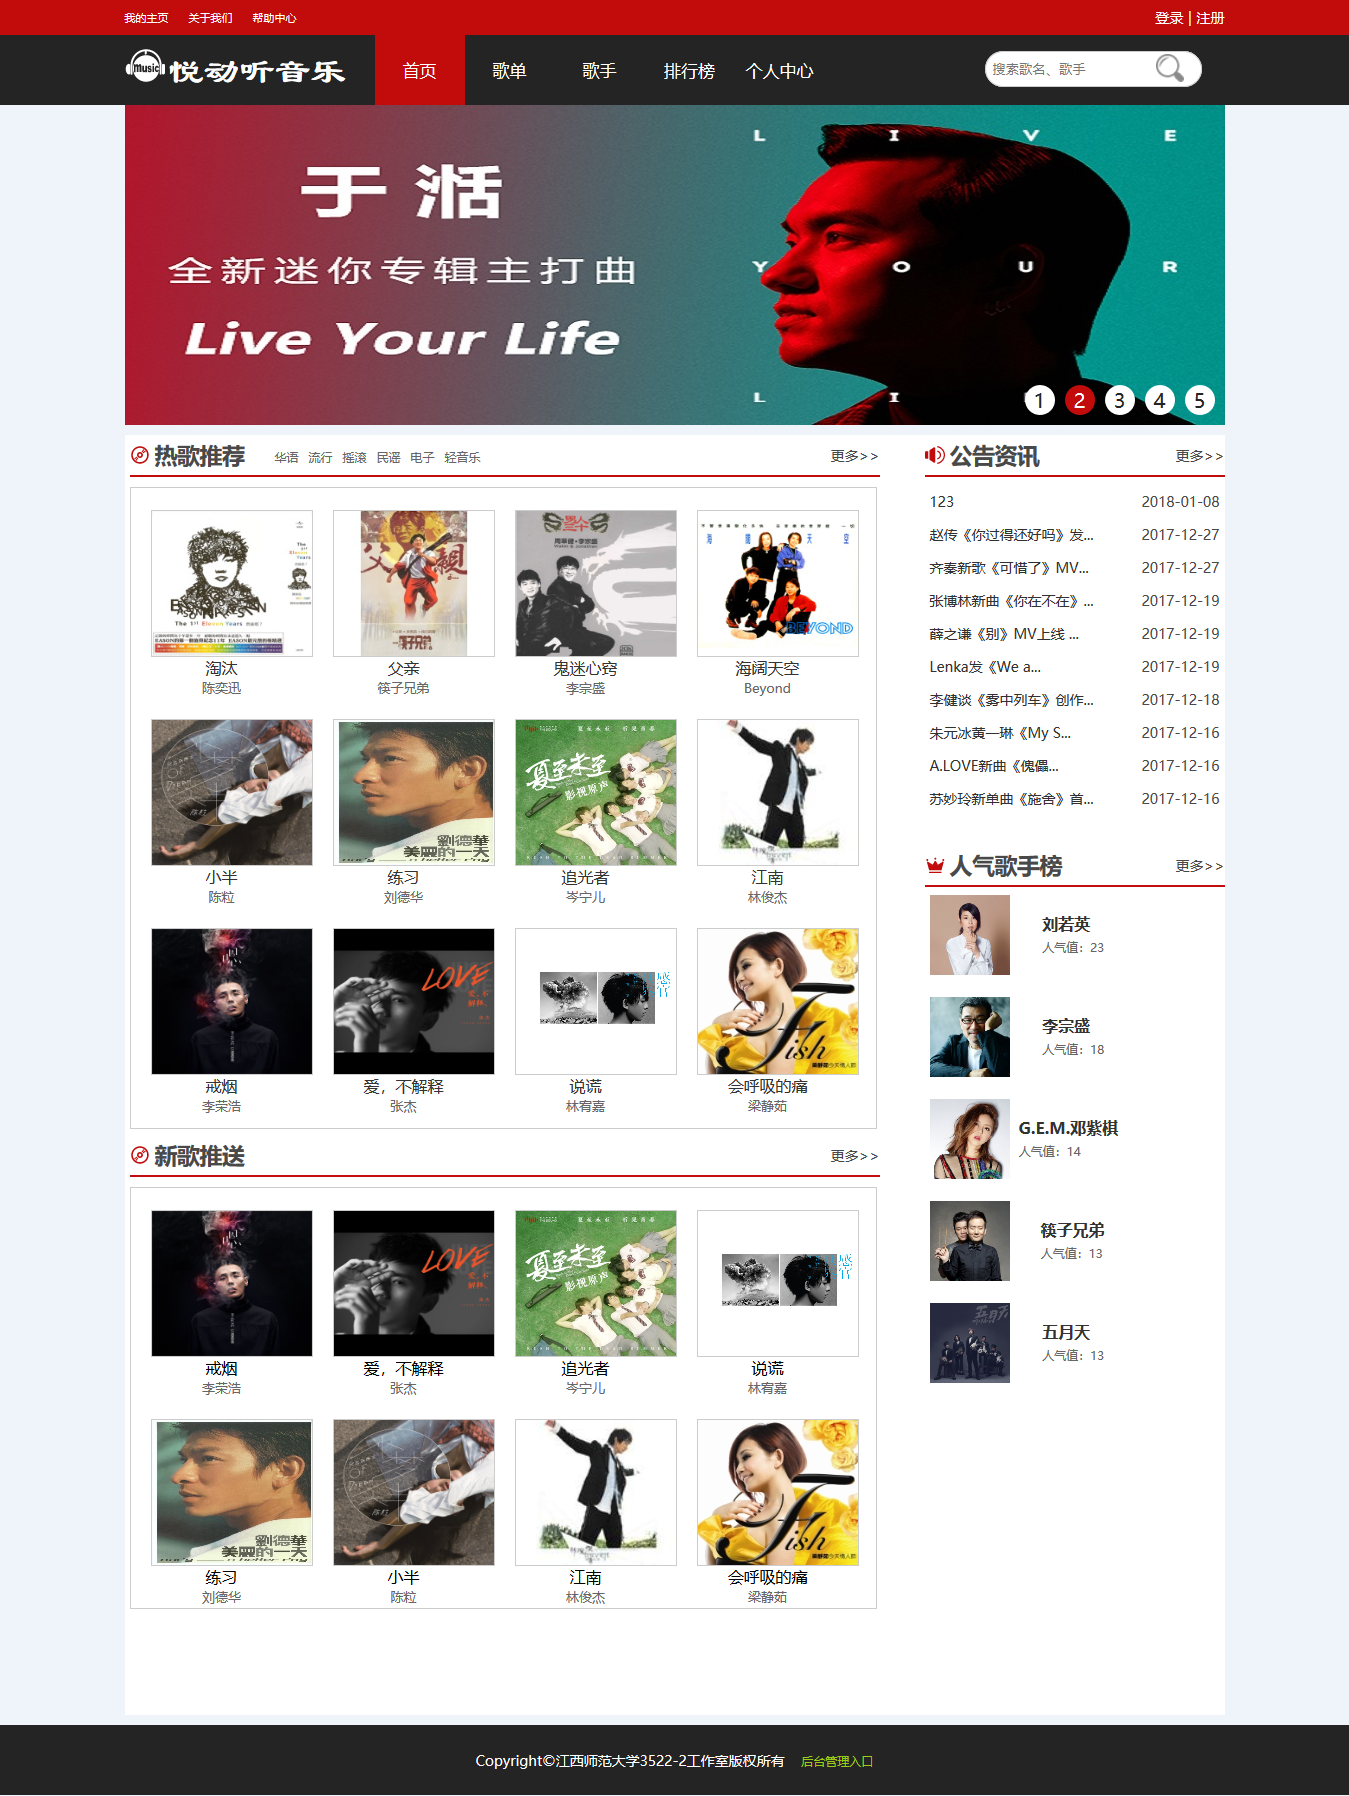 我的主页 关于我们 帮助中心 登录 | 注册
Music 悦动听音乐 首页 歌单 歌手 排行榜 个人中心 搜索歌名、歌手
L I V E
于湉
全新迷你专辑主打曲
Y O U R
Live Your Life
L I
1 2 3 4 5
热歌推荐 华语 流行 摇滚 民谣 电子 轻音乐 更多>>
淘汰 父亲 鬼迷心窍 海阔天空
陈奕迅 筷子兄弟 李宗盛 Beyond
小半 练习 追光者 江南
陈粒 刘德华 岑宁儿 林俊杰
戒烟 爱，不解释 说谎 会呼吸的痛
李荣浩 张杰 林宥嘉 梁静茹
新歌推送 更多>>
戒烟 爱，不解释 追光者 说谎
李荣浩 张杰 岑宁儿 林宥嘉
练习 小半 江南 会呼吸的痛
刘德华 陈粒 林俊杰 梁静茹
公告资讯 更多>>
123 2018-01-08
赵传《你过得还好吗》发... 2017-12-27
齐秦新歌《可惜了》MV... 2017-12-27
张博林新曲《你在不在》... 2017-12-19
薛之谦《别》MV上线 ... 2017-12-19
Lenka发《We a... 2017-12-19
李健谈《雾中列车》创作... 2017-12-18
朱元冰黄一琳《My S... 2017-12-16
A.LOVE新曲《傀儡... 2017-12-16
苏妙玲新单曲《施舍》首... 2017-12-16
人气歌手榜 更多>>
刘若英
人气值：23
李宗盛
人气值：18
G.E.M.邓紫棋
人气值：14
筷子兄弟
人气值：13
五月天
人气值：13
Copyright©江西师范大学3522-2工作室版权所有 后台管理入口